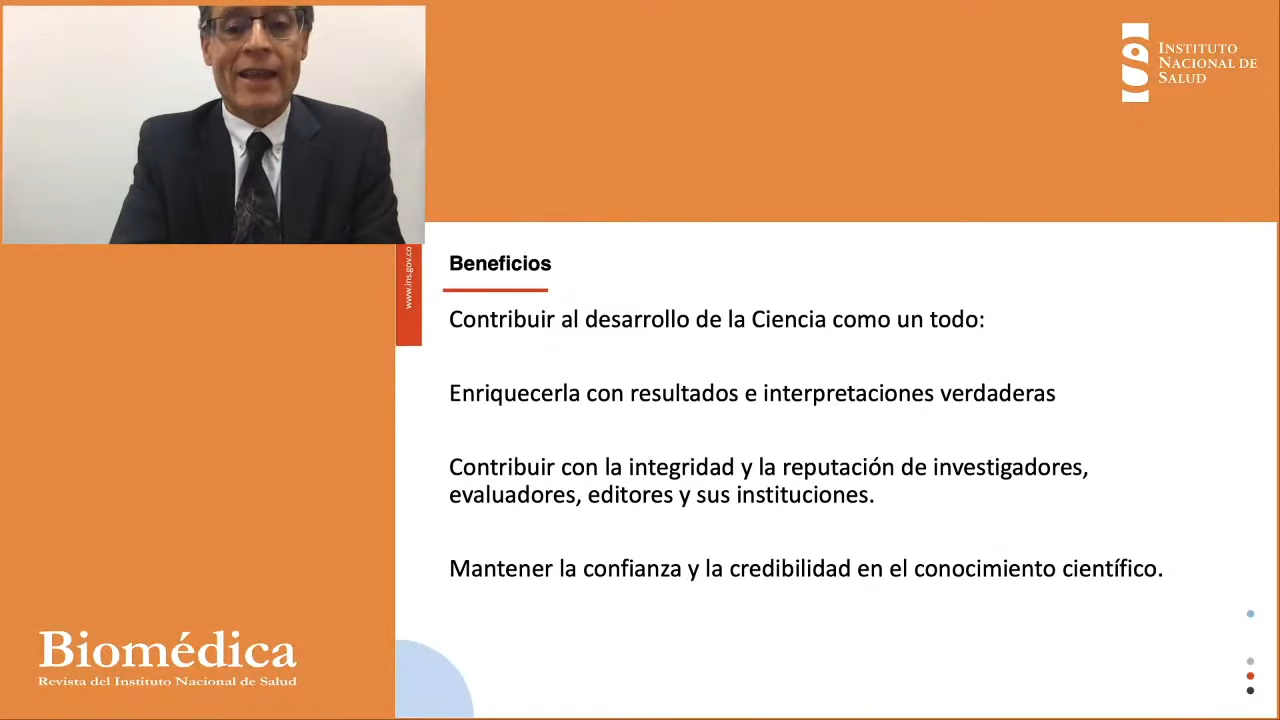 INSTITUTO
NACIONAL DE
SALUD
www.ins.gov.co
Beneficios
Contribuir al desarrollo de la Ciencia como un todo:
Enriquecerla con resultados e interpretaciones verdaderas
Contribuir con la integridad y la reputación de investigadores,
evaluadores, editores y sus instituciones.
Mantener la confianza y la credibilidad en el conocimiento científico.
Biomédica
Revista del Instituto Nacional de Salud